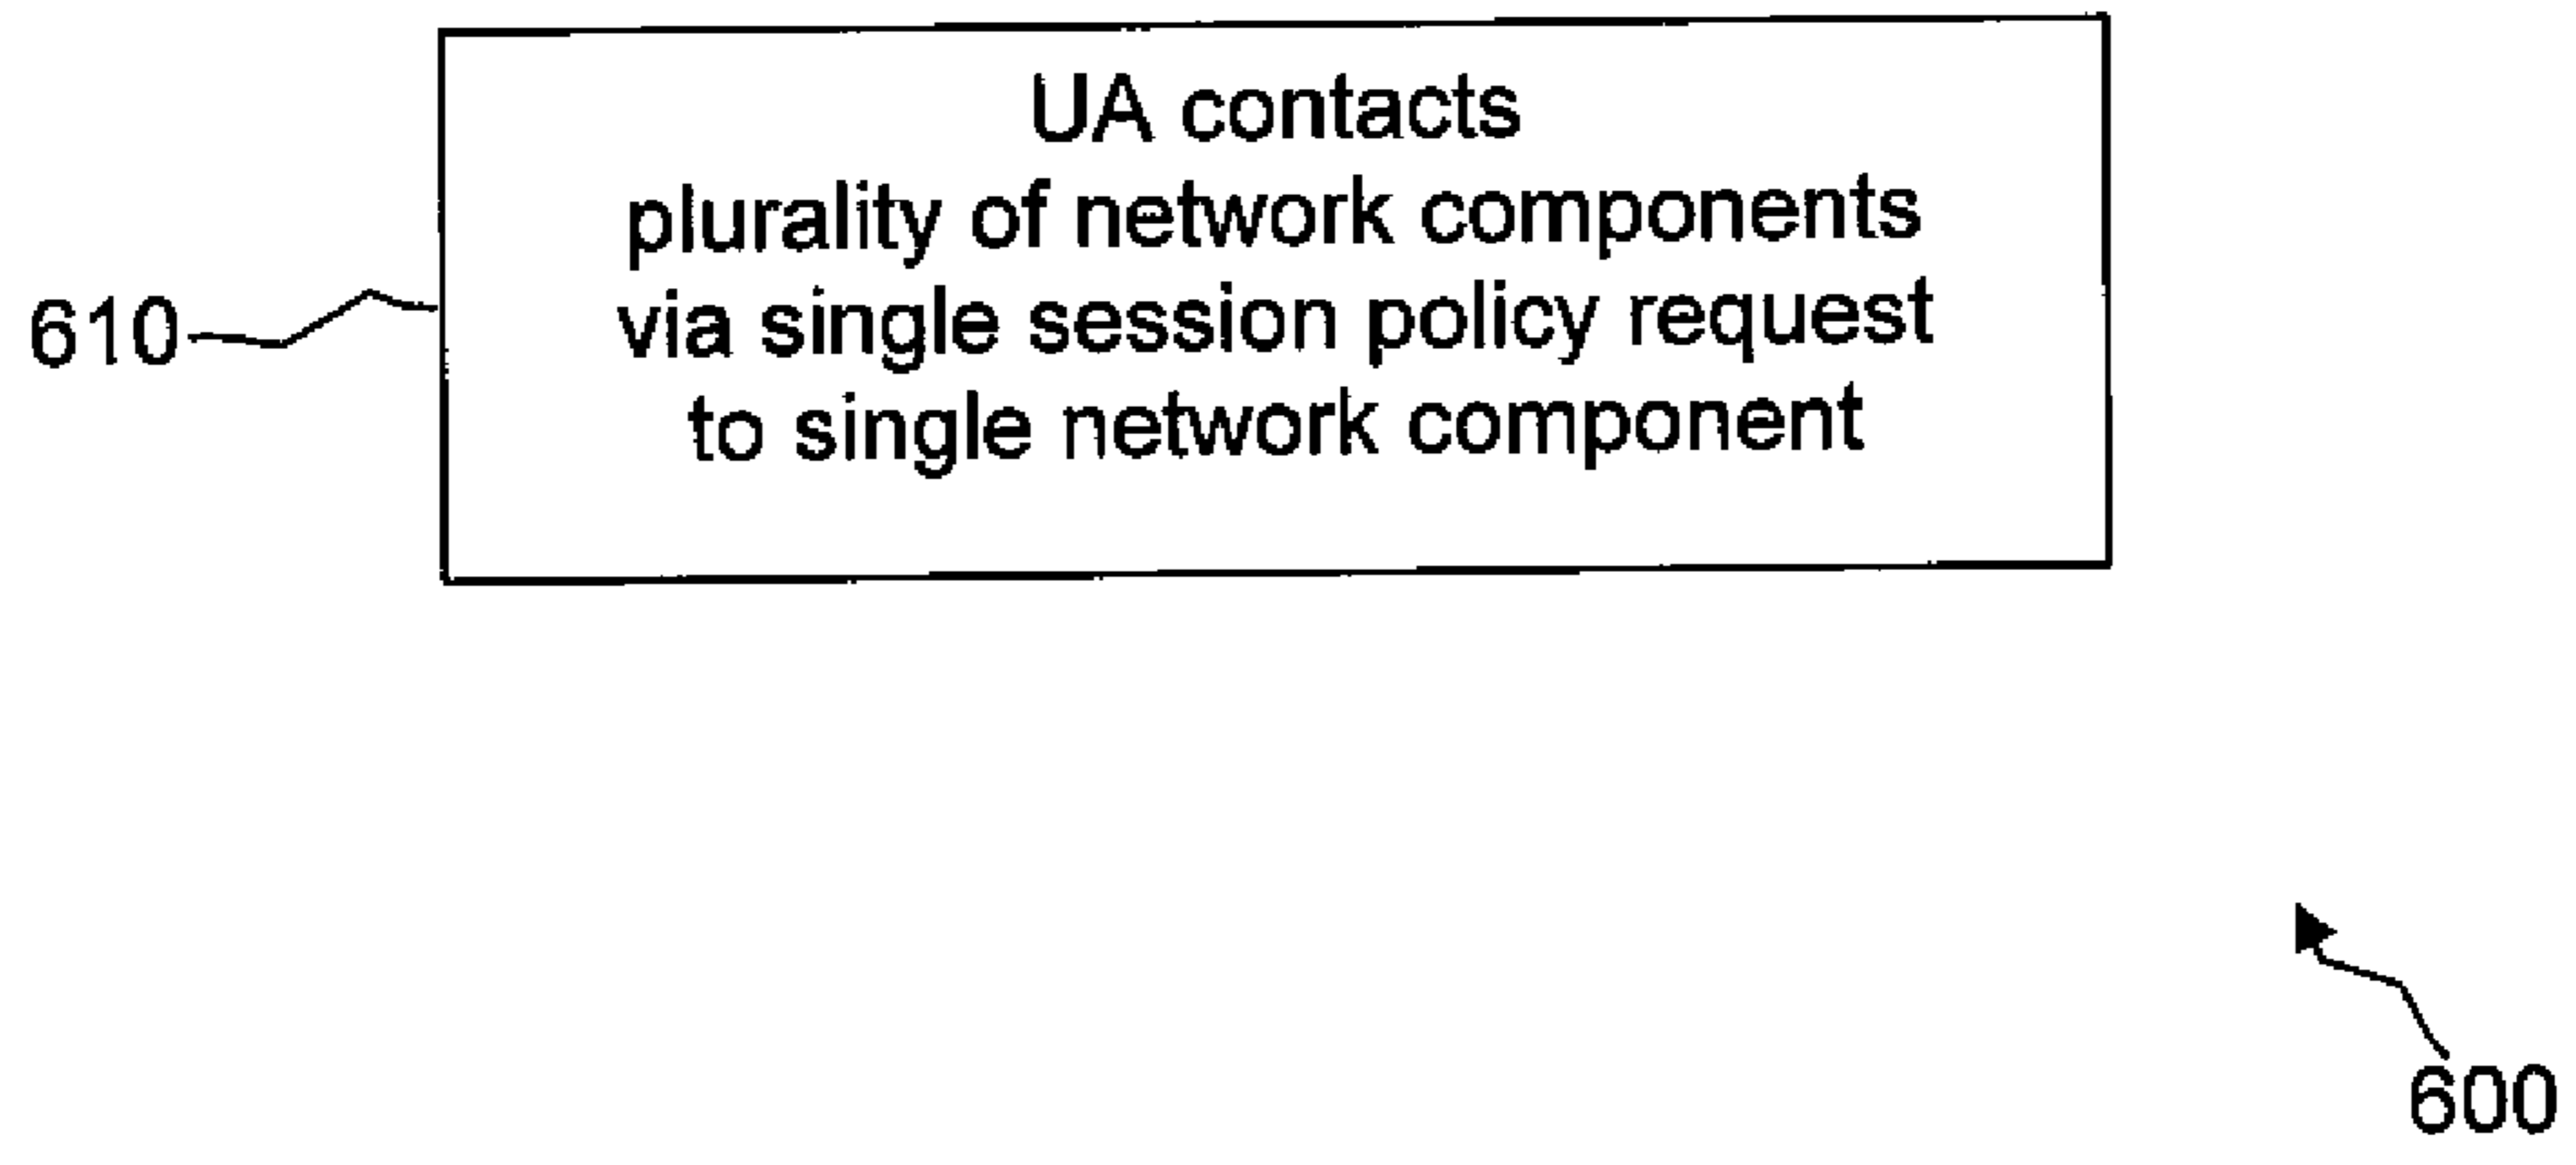 UA contacts
plurality of network components
via single session policy request
to single network component
610
600